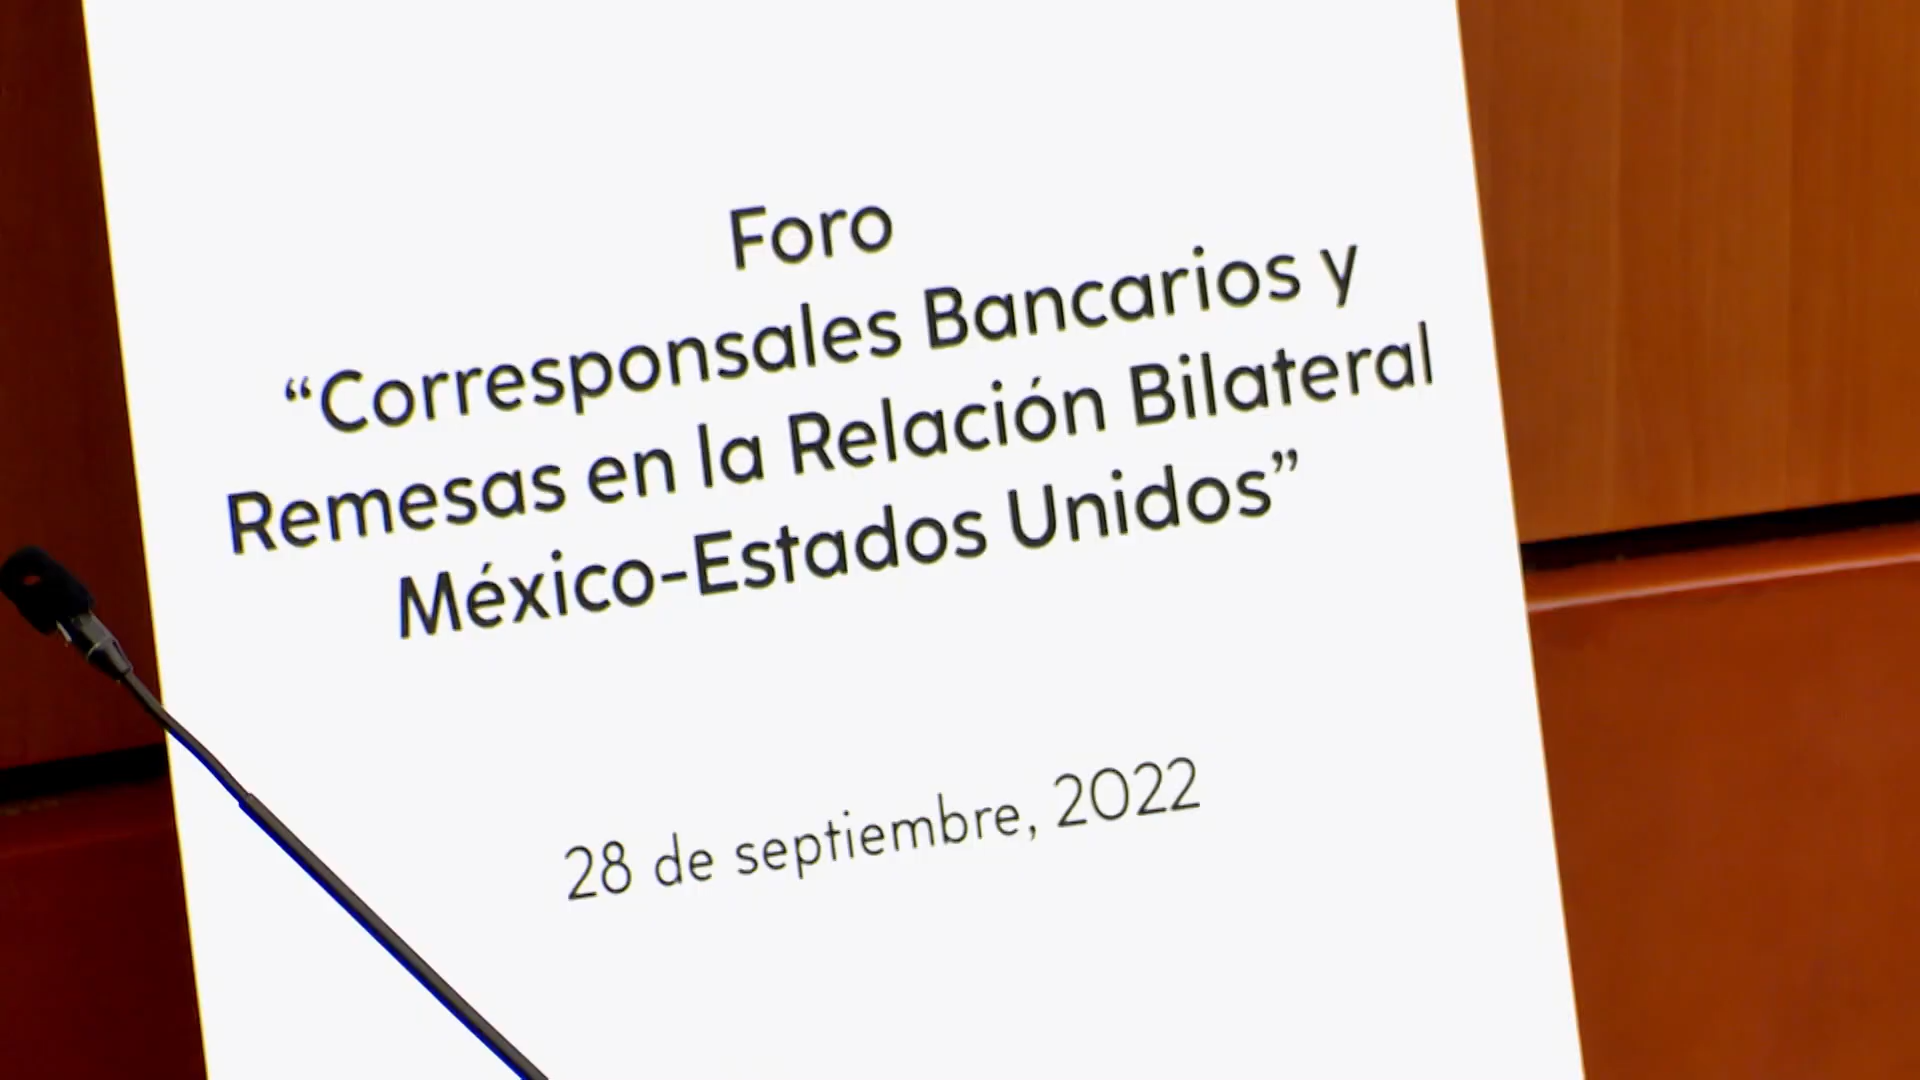 Foro
“Corresponsales Bancarios y
Remesas en la Relación Bilateral
México-Estados Unidos”
28 de septiembre, 2022